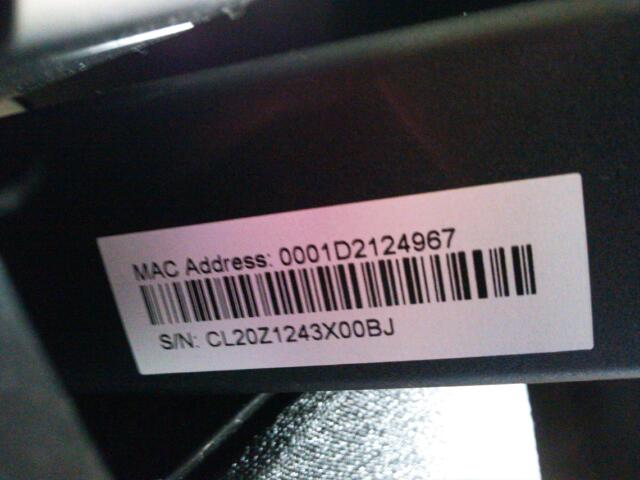 MAC Address: 0001D2124967
S/N: CL20Z1243X00BJ